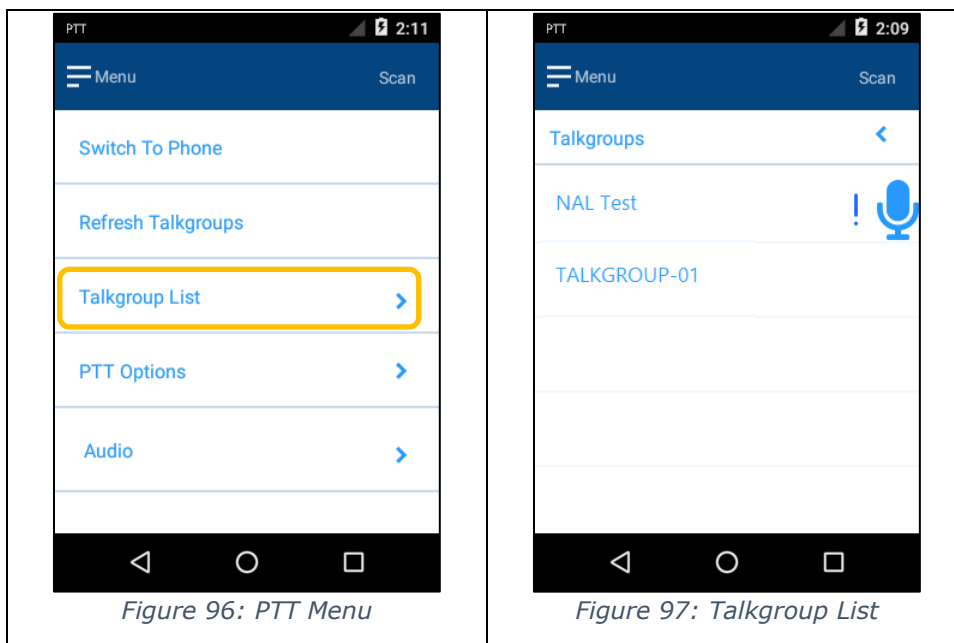 PTT 2:11
Menu Scan
Switch To Phone
Refresh Talkgroups
Talkgroup List
PTT Options
Audio
Figure 96: PTT Menu
PTT 2:09
Menu Scan
Talkgroups
NAL Test
TALKGROUP-01
Figure 97: Talkgroup List